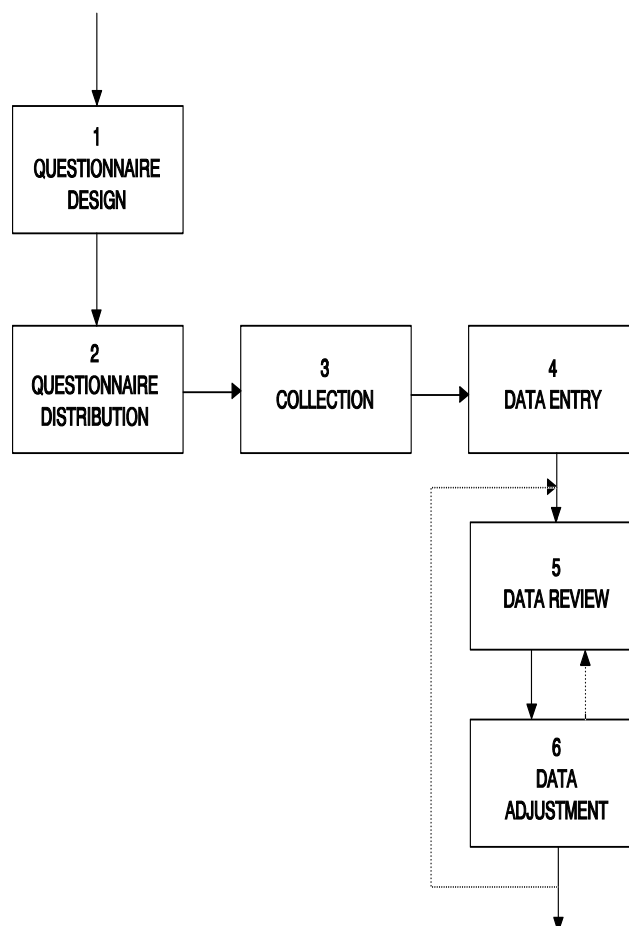 1
QUESTIONNAIRE
DESIGN
2
QUESTIONNAIRE
DISTRIBUTION
3
COLLECTION
4
DATA ENTRY
5
DATA REVIEW
6
DATA
ADJUSTMENT